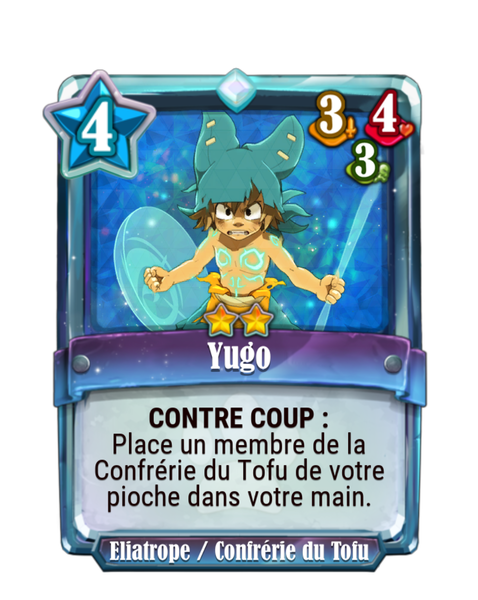 4
3
4
3
Yugo
CONTRE COUP :
Place un membre de la
Confrérie du Tofu de votre
pioche dans votre main.
Eliatrope / Confrérie du Tofu